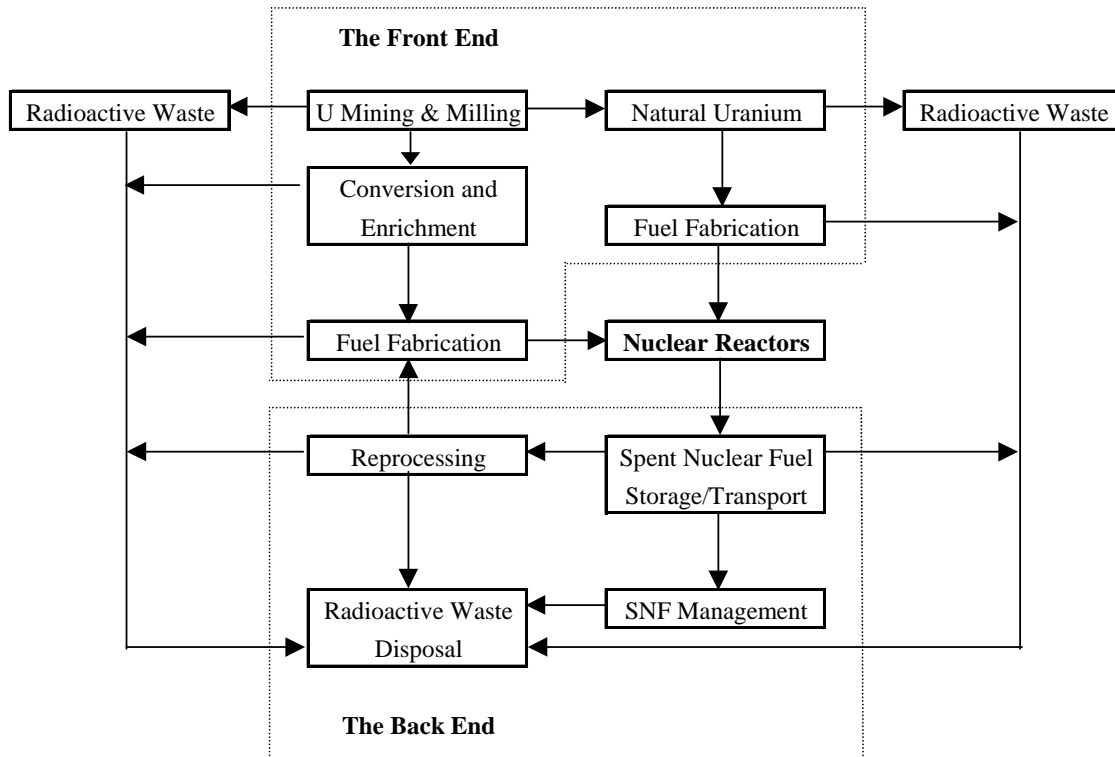 The Front End
Radioactive Waste
U Mining & Milling
Natural Uranium
Radioactive Waste
Conversion and
Enrichment
Fuel Fabrication
Fuel Fabrication
Nuclear Reactors
Reprocessing
Spent Nuclear Fuel
Storage/Transport
Radioactive Waste
Disposal
SNF Management
The Back End